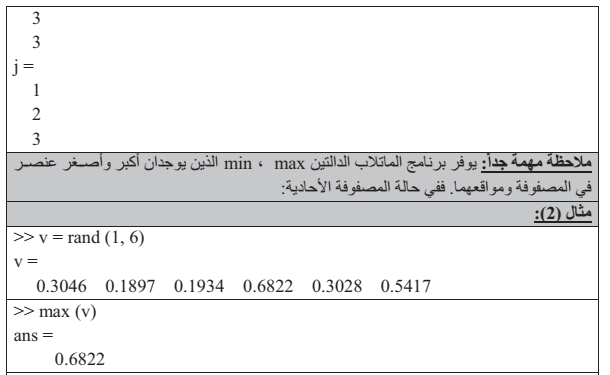 3
3
j =
1
2
3
ملاحظة مهمة جداً: يوفر برنامج الماتلاب الدالتين max ، min الذين يوجدان أكبر وأصغر عنصر
في المصفوفة ومواقعهما. ففي حالة المصفوفة الأحادية:
مثال (2):
>> v = rand (1, 6)
v =
0.3046 0.1897 0.1934 0.6822 0.3028 0.5417
>> max (v)
ans =
0.6822